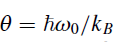 θ = ℏω₀/k_B